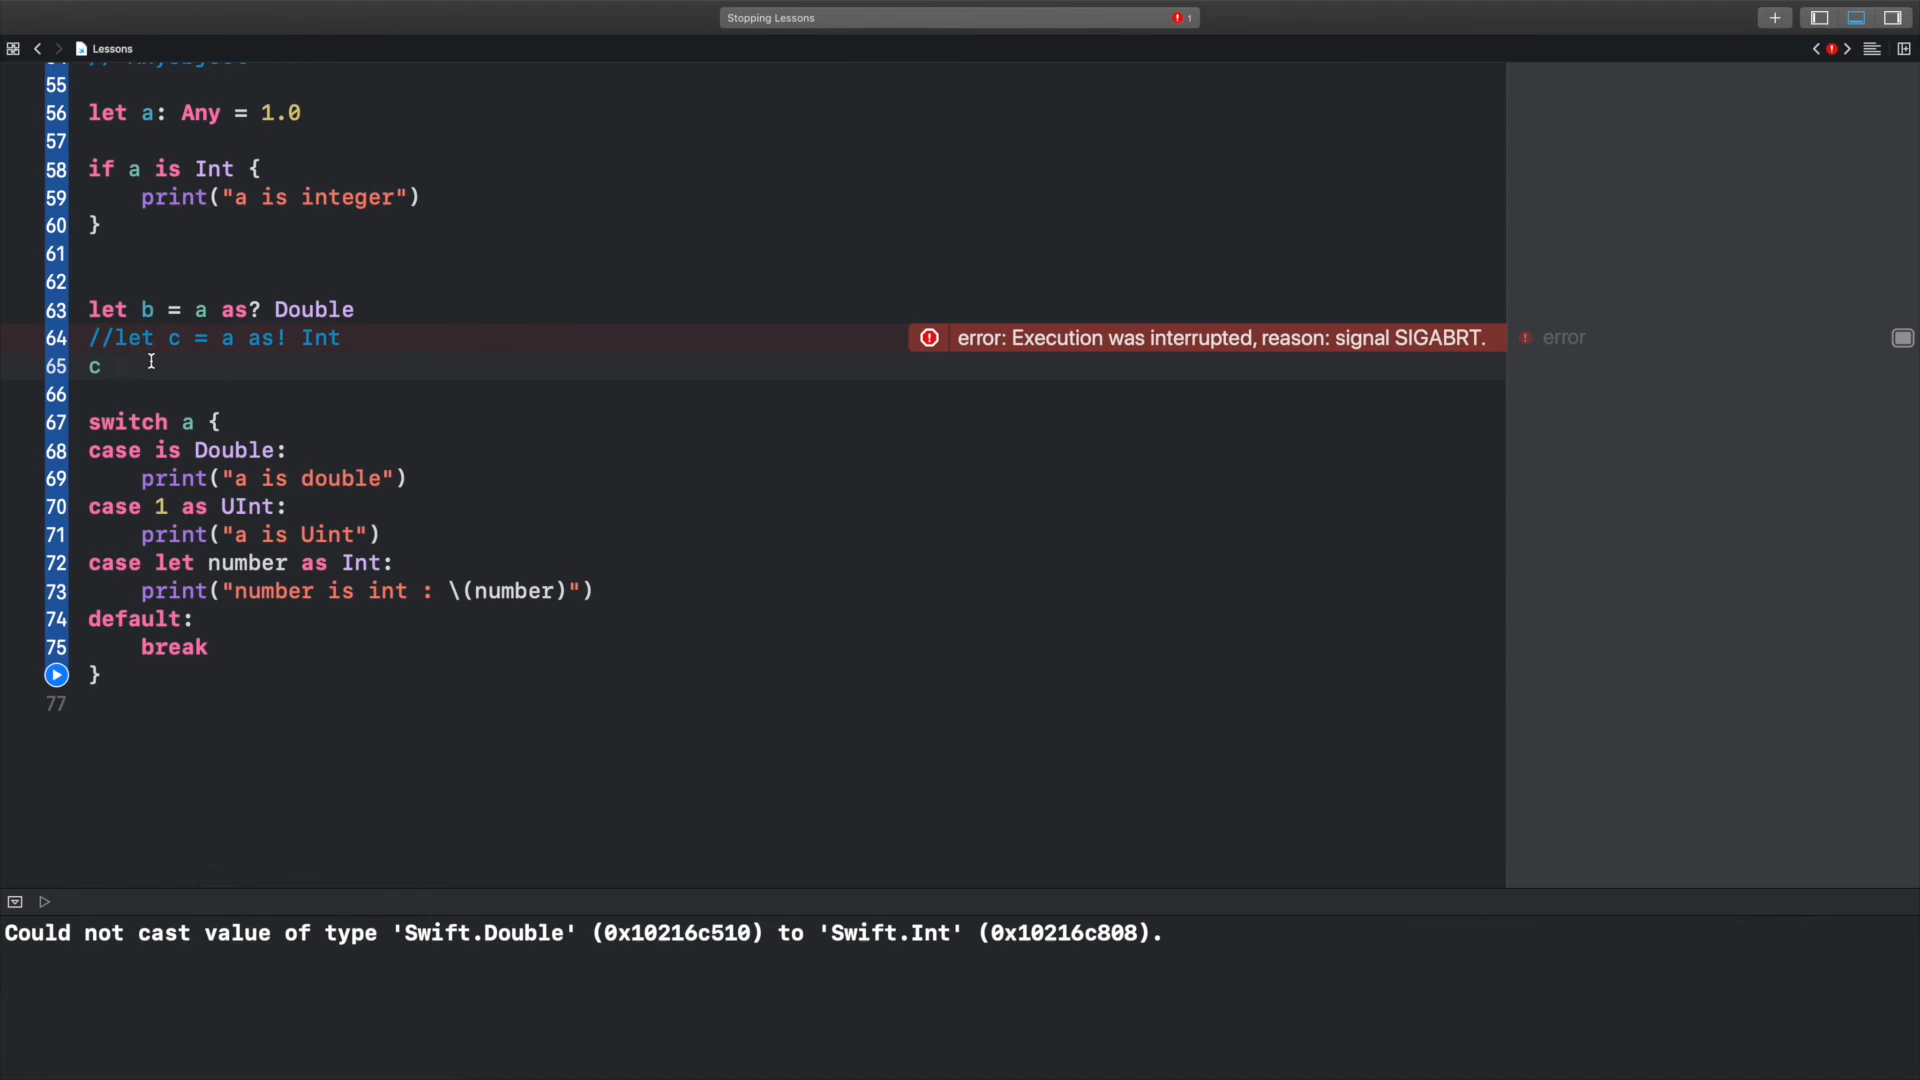 Stopping Lessons
1
Lessons
55
56 let a: Any = 1.0
57
58 if a is Int {
59 print("a is integer")
60 }
61
62
63 let b = a as? Double
64 //let c = a as! Int
error: Execution was interrupted, reason: signal SIGABRT.
error
65 c
66
67 switch a {
68 case is Double:
69 print("a is double")
70 case 1 as UInt:
71 print("a is Uint")
72 case let number as Int:
73 print("number is int : \(number)")
74 default:
75 break
}
77
Could not cast value of type 'Swift.Double' (0x10216c510) to 'Swift.Int' (0x10216c808).